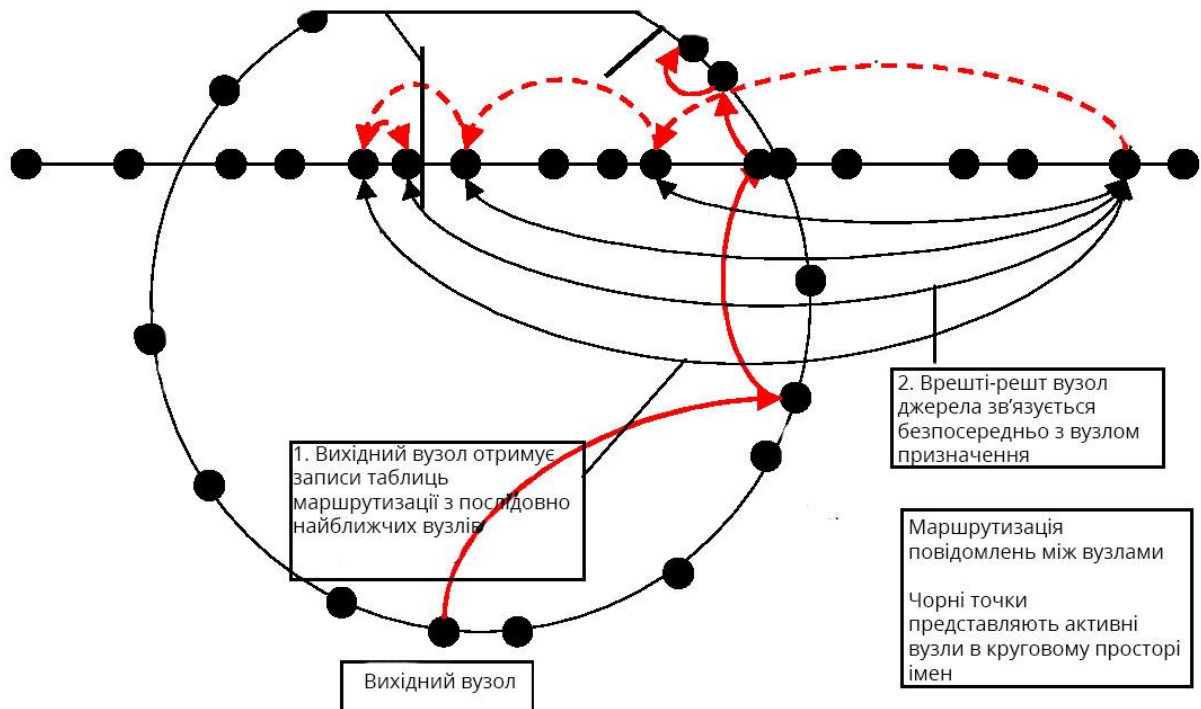 2. Врешті-решт вузол
джерела зв'язується
безпосередньо з вузлом
призначення
1. Вихідний вузол отримує
записи таблиць
маршрутизації з послідовно
найближчих вузлів
Маршрутизація
повідомлень між вузлами
Чорні точки
представляють активні
вузли в круговому просторі
імен
Вихідний вузол